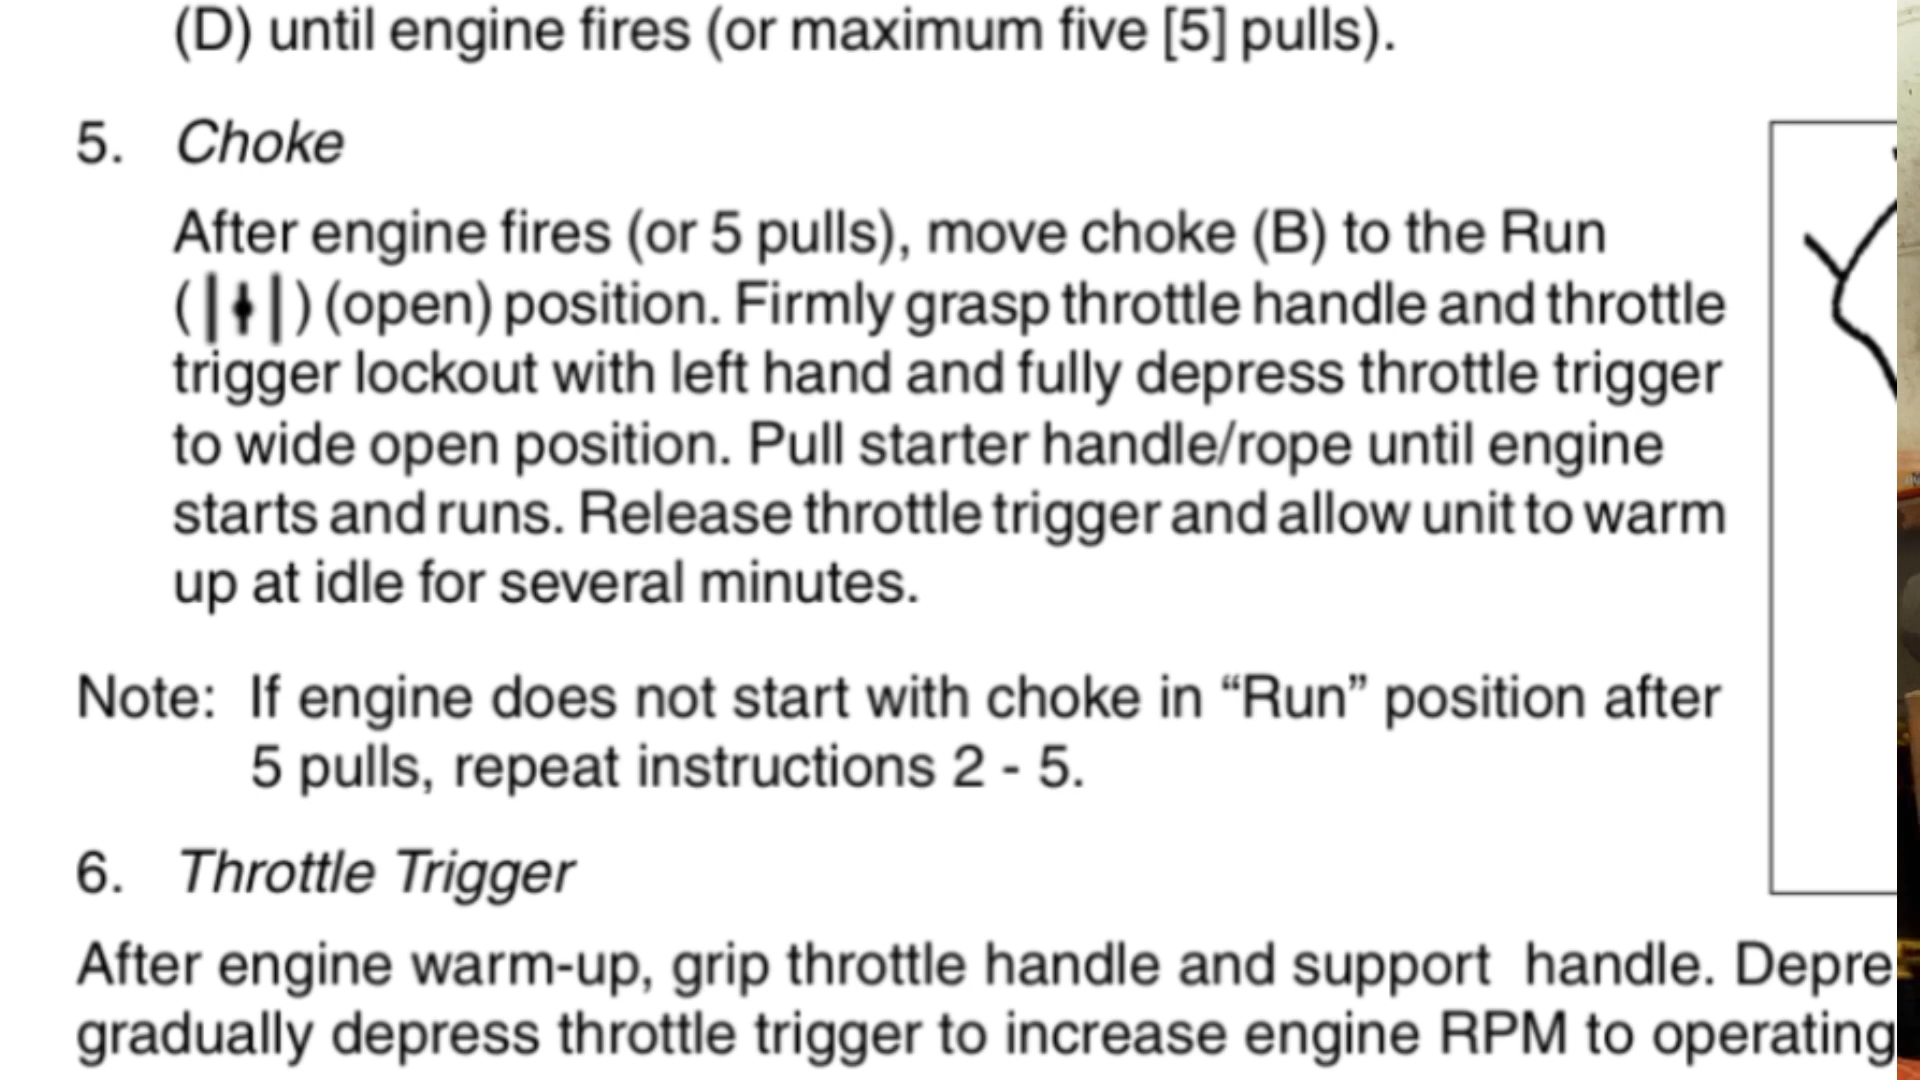 (D) until engine fires (or maximum five [5] pulls).
5. Choke
After engine fires (or 5 pulls), move choke (B) to the Run
(|⧫|) (open) position. Firmly grasp throttle handle and throttle
trigger lockout with left hand and fully depress throttle trigger
to wide open position. Pull starter handle/rope until engine
starts and runs. Release throttle trigger and allow unit to warm
up at idle for several minutes.
Note: If engine does not start with choke in “Run” position after
5 pulls, repeat instructions 2 - 5.
6. Throttle Trigger
After engine warm-up, grip throttle handle and support handle. Depre
gradually depress throttle trigger to increase engine RPM to operating